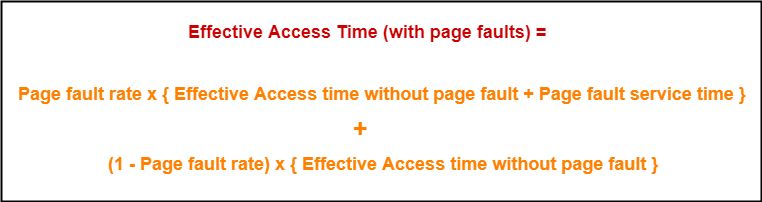 Effective Access Time (with page faults) =
Page fault rate x { Effective Access time without page fault + Page fault service time }
+
(1 - Page fault rate) x { Effective Access time without page fault }